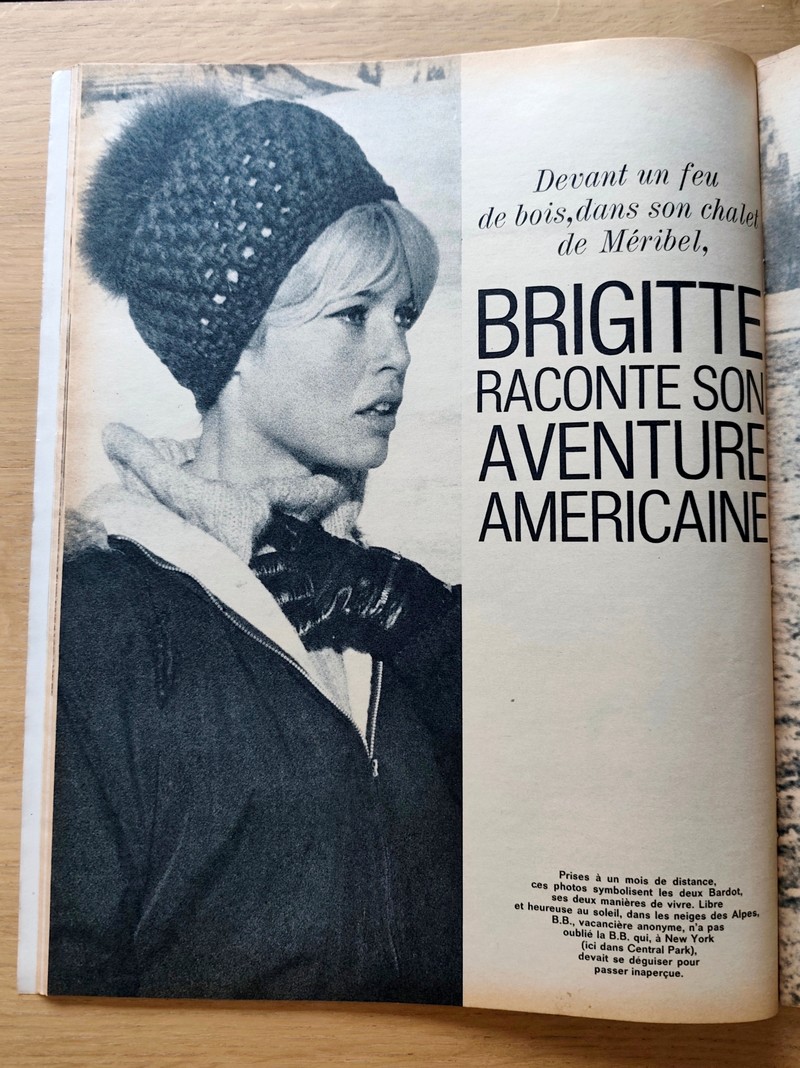 Devant un feu
de bois,dans son chalet
de Méribel,
BRIGITTE
RACONTE SON
AVENTURE
AMERICAINE
Prises à un mois de distance,
ces photos symbolisent les deux Bardot,
ses deux manières de vivre. Libre
et heureuse au soleil, dans les neiges des Alpes,
B.B., vacancière anonyme, n'a pas
oublié la B.B. qui, à New York
(ici dans Central Park),
devait se déguiser pour
passer inaperçue.